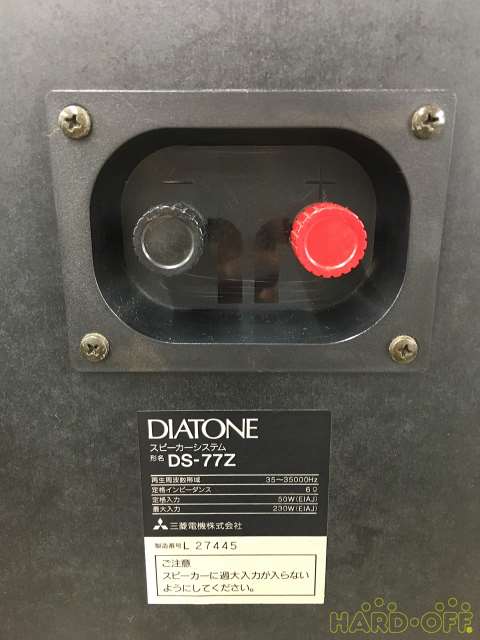 − +
DIATONE
スピーカーシステム
形名 DS-77Z
再生周波数帯域 35〜35000Hz
定格インピーダンス 6Ω
定格入力 50W(EIAJ)
最大入力 230W(EIAJ)
三菱電機株式会社
製造番号 L 27445
ご注意
スピーカーに過大入力が入らない
ようにしてください。
HARD-OFF